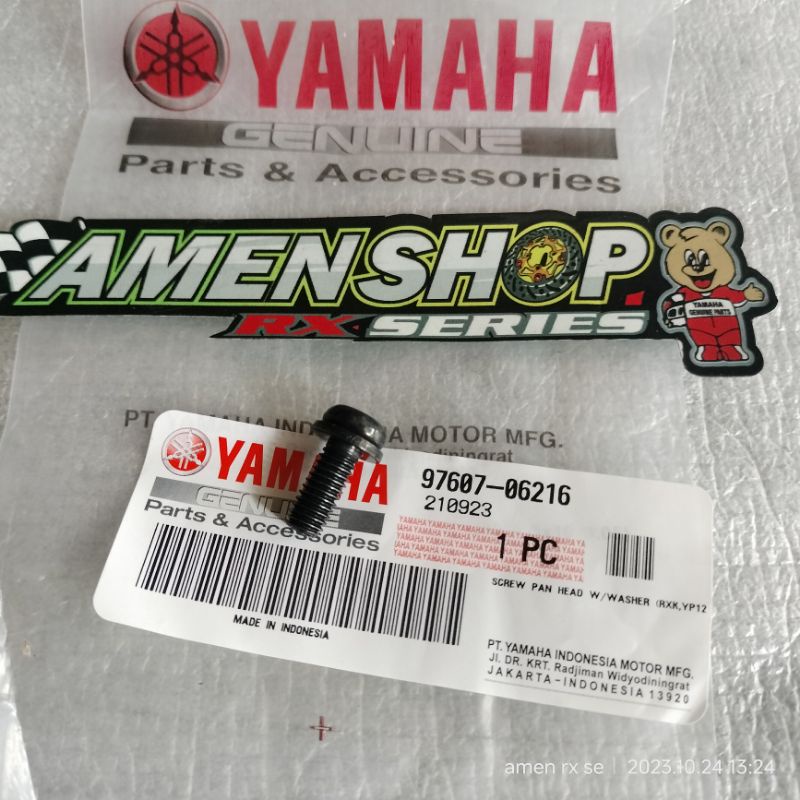 YAMAHA
GENUINE
Parts & Accessories
AMENSHOP.
RX-SERIES
YAMAHA
GENUINE PARTS
PT. YAMAHA INDONESIA MOTOR MFG.
YAMAHA
GENUINE
Parts & Accessories
97607-06216
210923
1 PC
SCREW PAN HEAD W/WASHER (RXK,YP12
MADE IN INDONESIA
PT. YAMAHA INDONESIA MOTOR MFG.
Jl. DR. KRT. Radjiman Widyodiningrat
JAKARTA-INDONESIA 13920
amen rx se | 2023.10.24 13:24